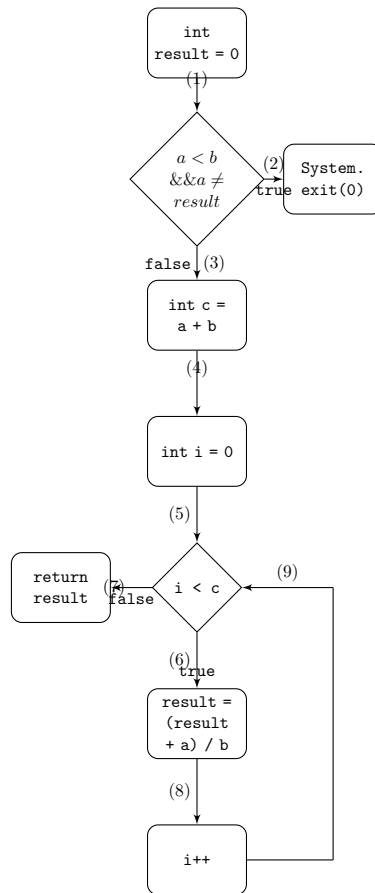 int
result = 0
(1)
a < b
&&a ≠
result
(2)
true
System.
exit(0)
false
(3)
int c =
a + b
(4)
int i = 0
(5)
return
result
(7)
false
i < c
(9)
(6)
true
result =
(result
+ a) / b
(8)
i++